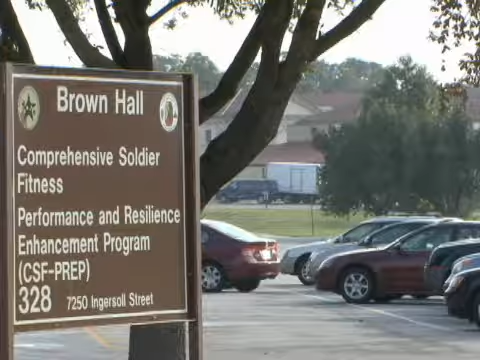 Brown Hall
Comprehensive Soldier
Fitness
Performance and Resilience
Enhancement Program
(CSF-PREP)
328 7250 Ingersoll Street